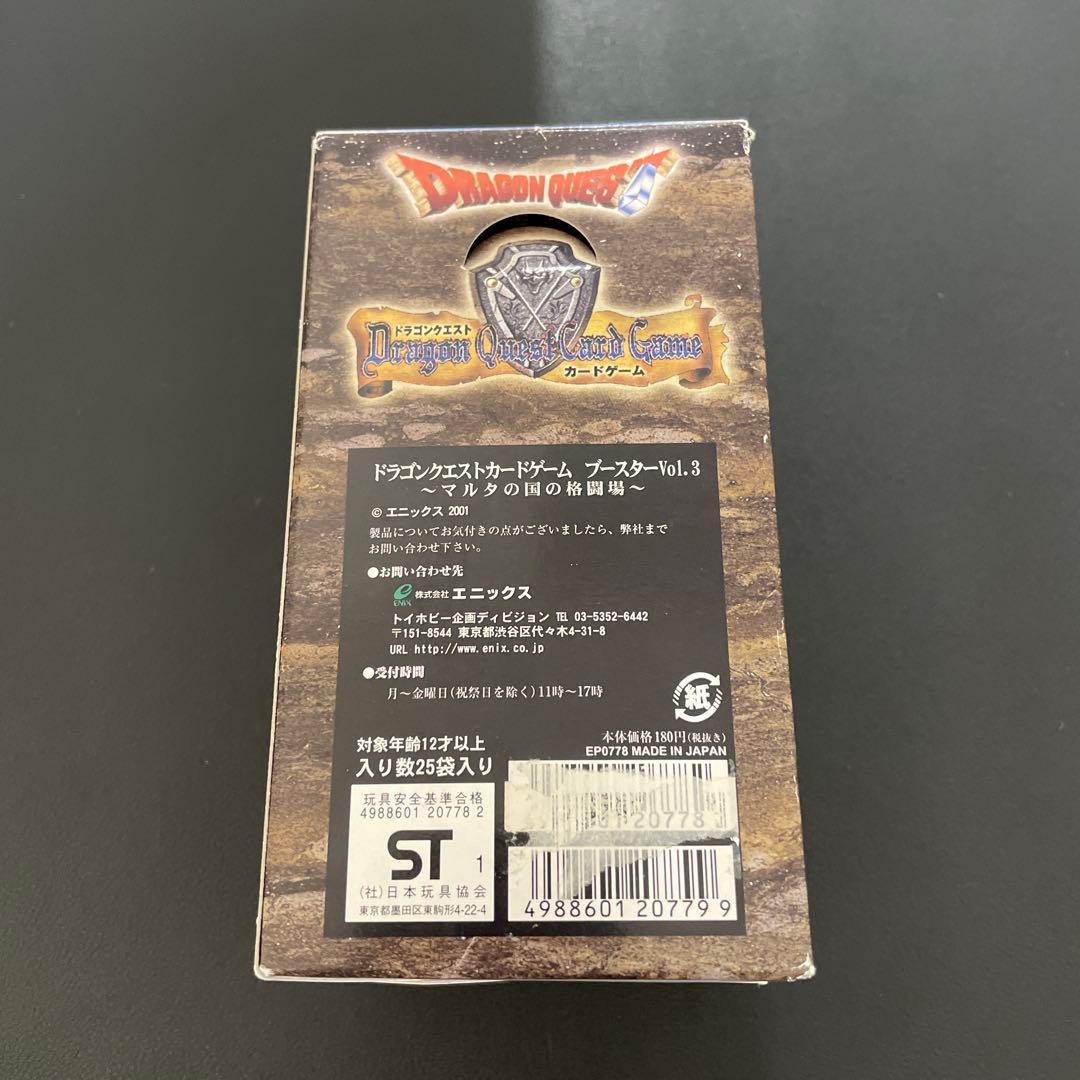 DRAGON QUEST
ドラゴンクエスト
Dragon Quest Card Game
カードゲーム
ドラゴンクエストカードゲーム ブースターVol.3
~マルタの国の格闘場~
© エニックス 2001
製品についてお気付きの点がございましたら、弊社まで
お問い合わせ下さい。
●お問い合わせ先
ENIX 株式会社 エニックス
トイホビー企画ディビジョン TEL 03-5352-6442
〒151-8544 東京都渋谷区代々木4-31-8
URL http://www.enix.co.jp
●受付時間
月~金曜日(祝祭日を除く)11時~17時
紙
本体価格180円(税抜き)
EP0778 MADE IN JAPAN
対象年齢12才以上
入り数25袋入り
玩具安全基準合格
4988601 20778 2
ST 1
(社)日本玩具協会
東京都墨田区東駒形4-22-4
20778
4988601 207799